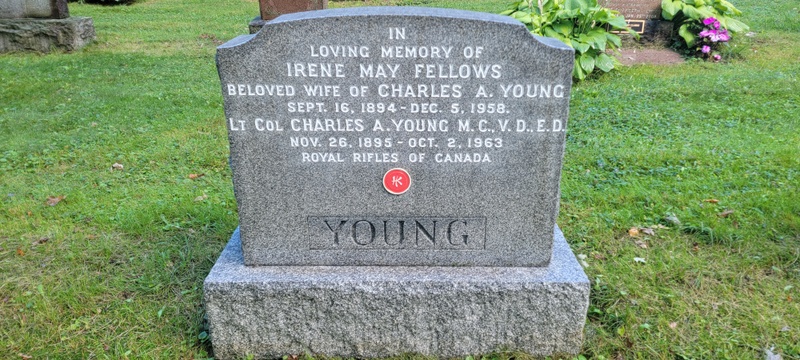 IN
LOVING MEMORY OF
IRENE MAY FELLOWS
BELOVED WIFE OF CHARLES A. YOUNG
SEPT. 16, 1894 - DEC. 5, 1958.
LT COL CHARLES A. YOUNG M.C., V.D., E.D.
NOV. 26, 1895 - OCT. 2, 1963
ROYAL RIFLES OF CANADA
YOUNG